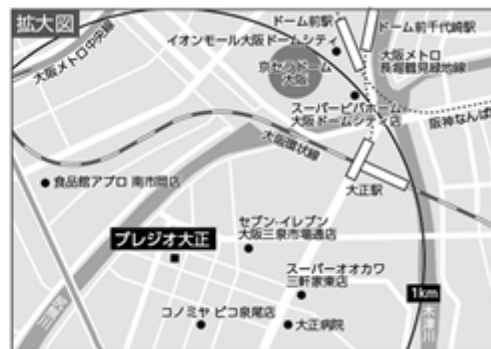 拡大図
ドーム前駅
ドーム前千代崎駅
イオンモール大阪ドームシティ
大阪メトロ中央線
京セラドーム
大阪
大阪メトロ
長堀鶴見緑地線
スーパービバホーム
大阪ドームシティ店
阪神なんば
大阪環状線
食品館アプロ 南市岡店
大正駅
セブン-イレブン
大阪三泉市場通店
プレジオ大正
スーパーオオカワ
三軒家東店
1km
コノミヤ ピコ泉尾店
大正病院
木津川